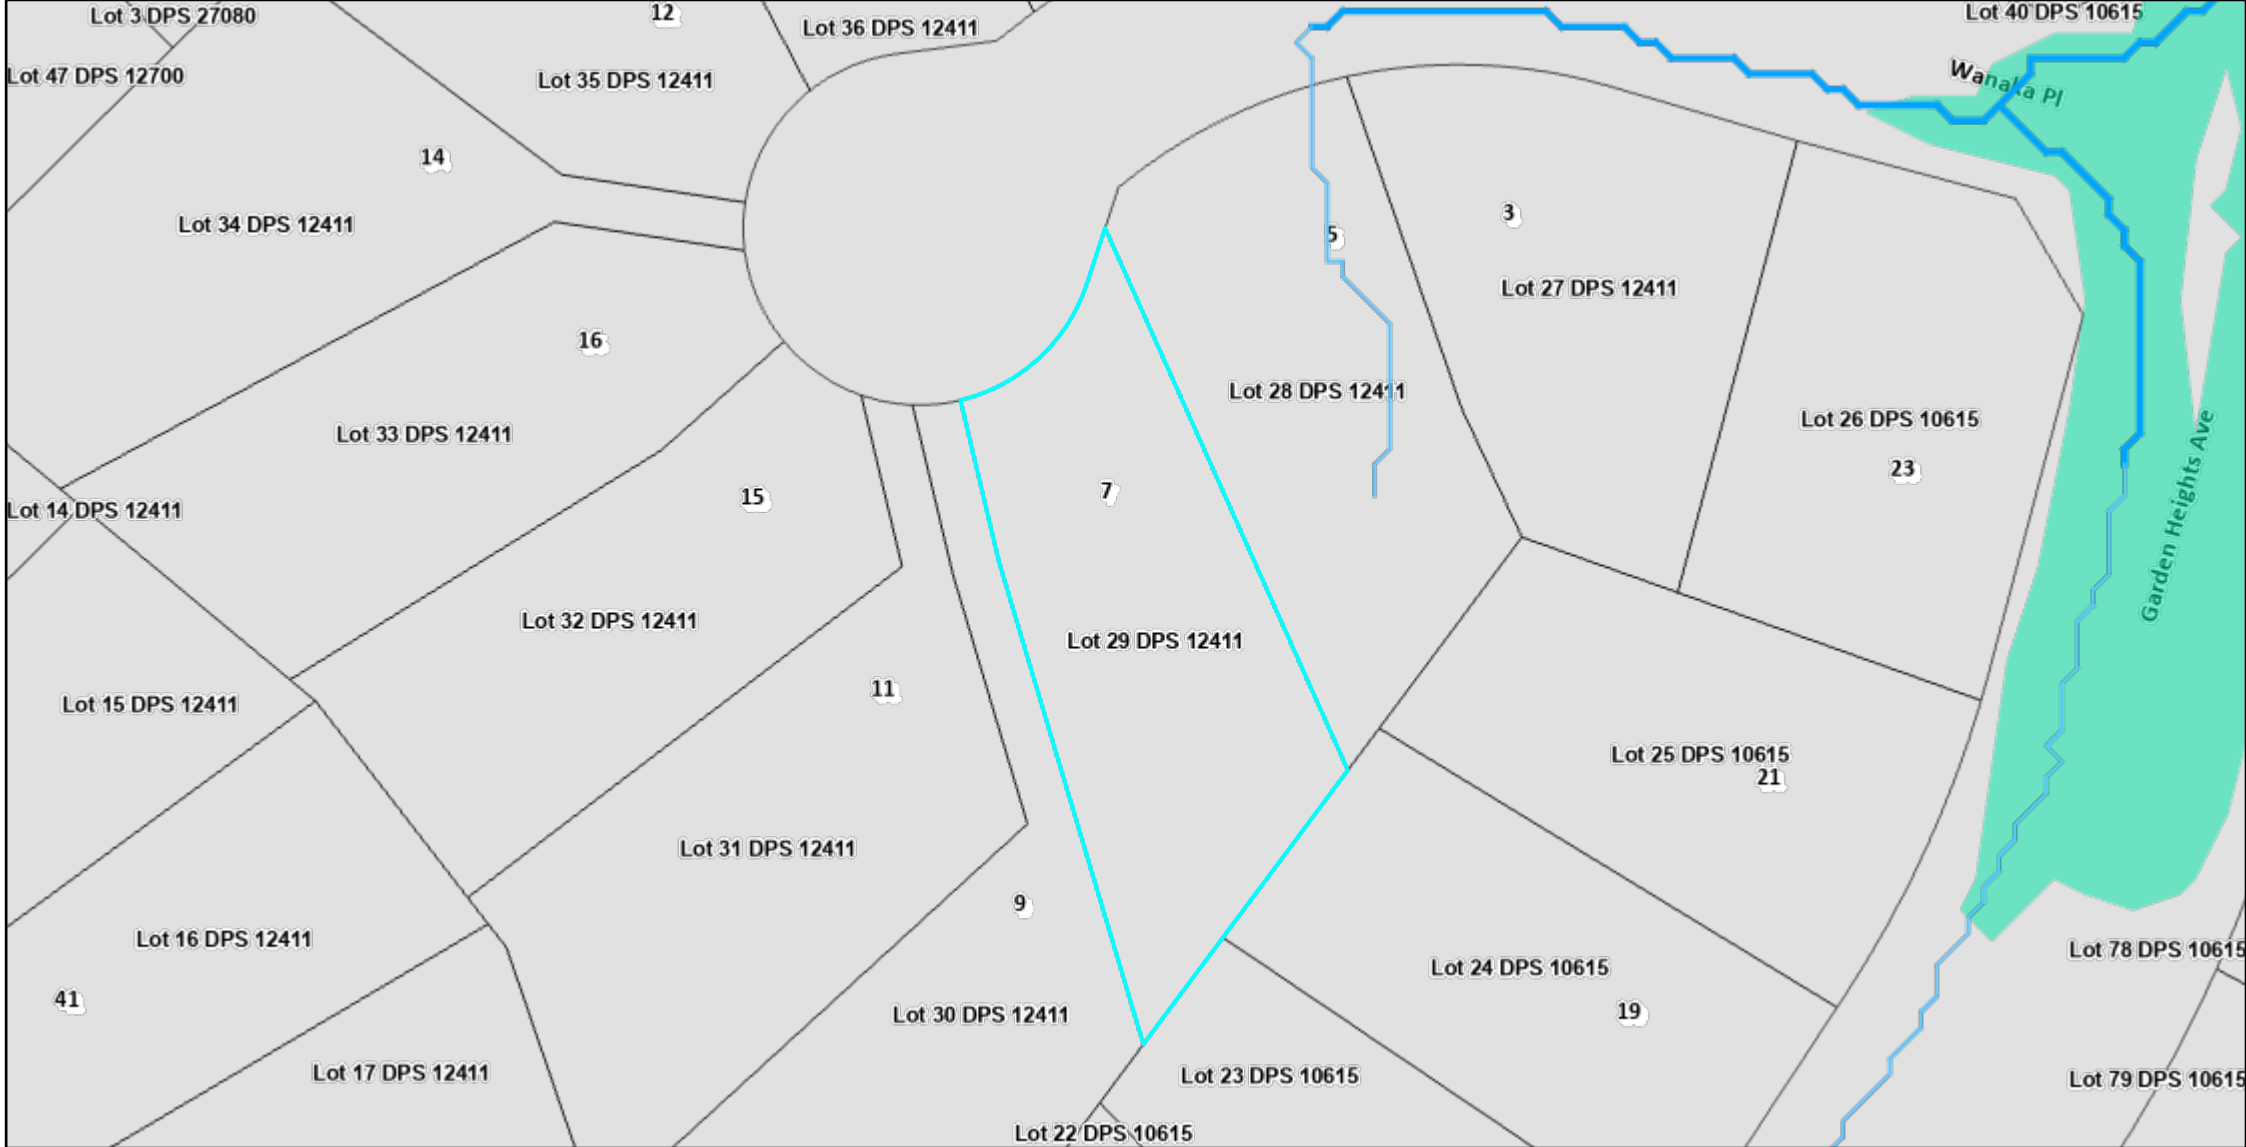 Lot 3 DPS 27080
12
Lot 36 DPS 12411
Lot 40 DPS 10615
Lot 47 DPS 12700
Lot 35 DPS 12411
Wanaka Pl
14
Lot 34 DPS 12411
3
5
Lot 27 DPS 12411
16
Lot 28 DPS 12411
Lot 26 DPS 10615
23
Lot 33 DPS 12411
15
7
Garden Heights Ave
Lot 14 DPS 12411
Lot 32 DPS 12411
Lot 29 DPS 12411
11
Lot 15 DPS 12411
Lot 25 DPS 10615
21
Lot 31 DPS 12411
9
Lot 16 DPS 12411
Lot 24 DPS 10615
Lot 78 DPS 10615
41
Lot 30 DPS 12411
19
Lot 17 DPS 12411
Lot 23 DPS 10615
Lot 79 DPS 10615
Lot 22 DPS 10615